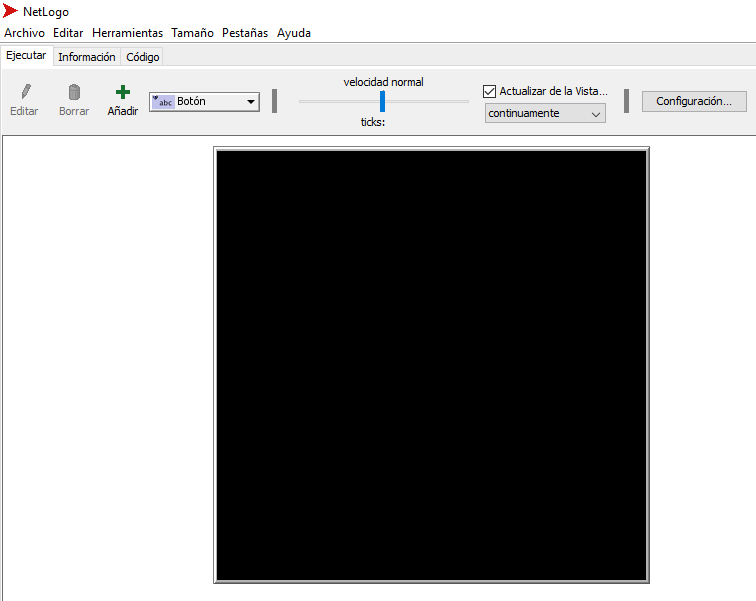 NetLogo
Archivo Editar Herramientas Tamaño Pestañas Ayuda
Ejecutar Información Código
velocidad normal
Actualizar de la Vista...
Editar Borrar Añadir
abc Botón
ticks:
continuamente
Configuración...